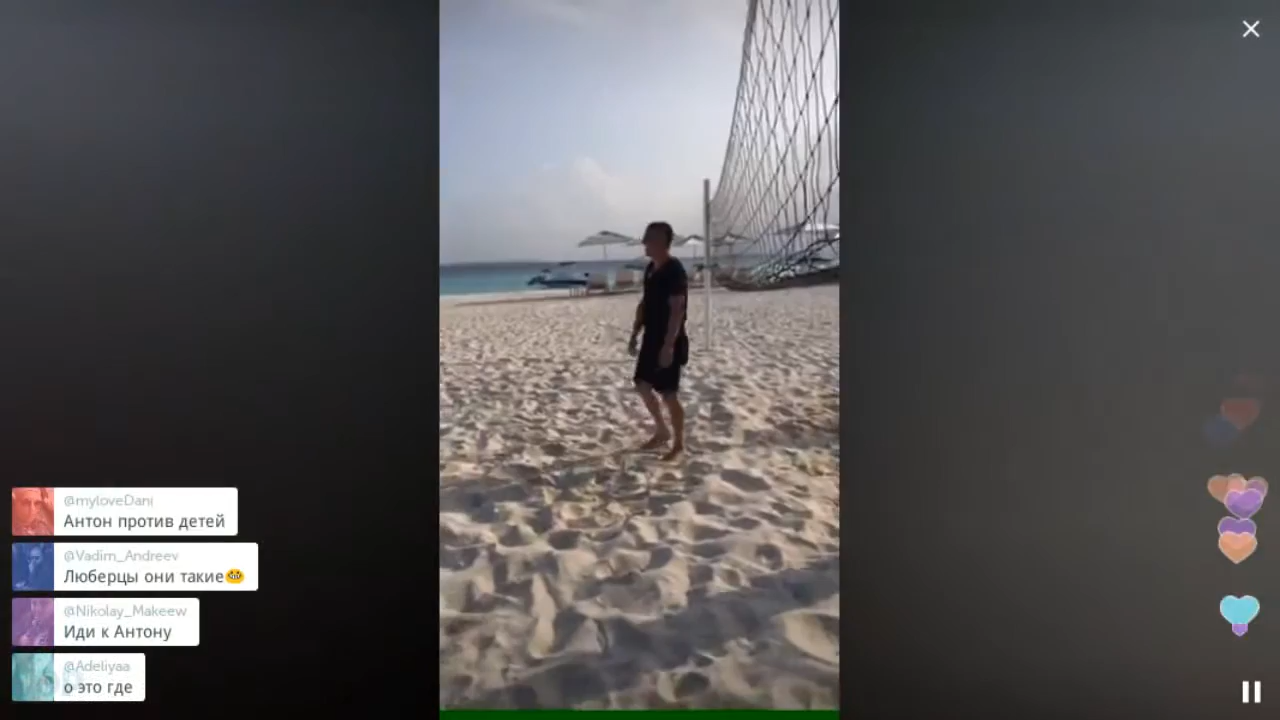 @myloveDani
Антон против детей
@Vadim_Andreev
Люберцы они такие
@Nikolay_Makeew
Иди к Антону
@Adeliyaa
о это где